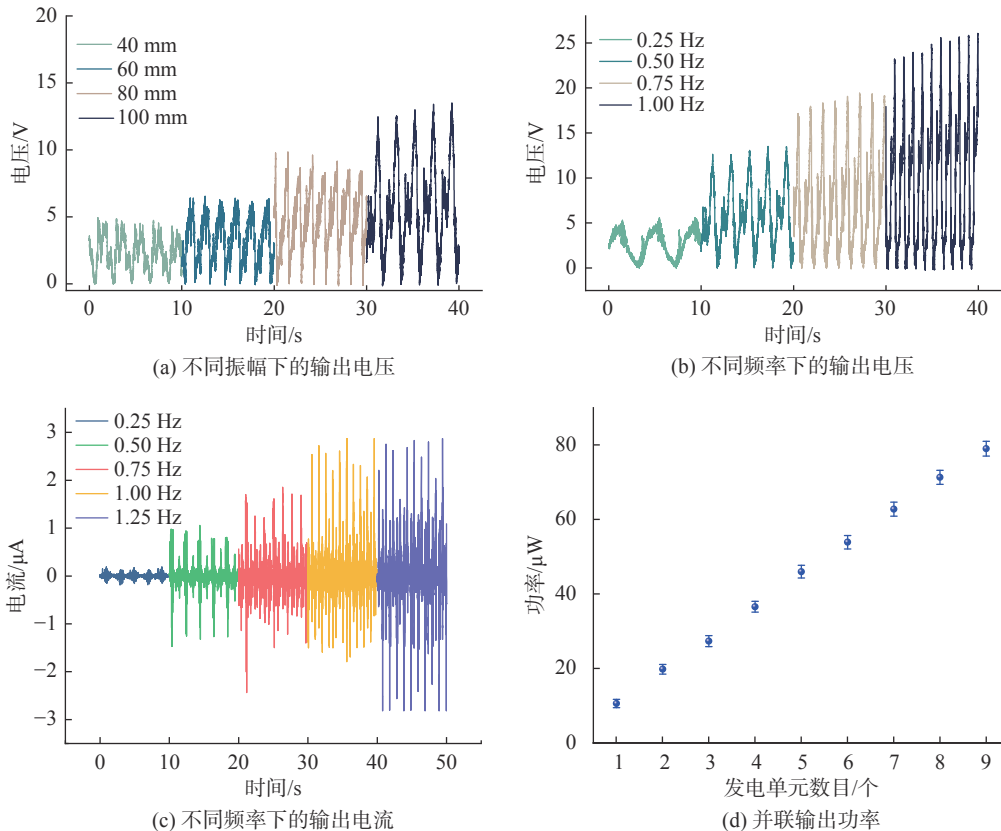 20
15
10
5
0
电压/V
40 mm
60 mm
80 mm
100 mm
0 10 20 30 40
时间/s
(a) 不同振幅下的输出电压
25
20
15
10
5
0
电压/V
0.25 Hz
0.50 Hz
0.75 Hz
1.00 Hz
0 10 20 30 40
时间/s
(b) 不同频率下的输出电压
3
2
1
0
−1
−2
−3
电流/μA
0.25 Hz
0.50 Hz
0.75 Hz
1.00 Hz
1.25 Hz
0 10 20 30 40 50
时间/s
(c) 不同频率下的输出电流
80
60
40
20
0
功率/μW
1 2 3 4 5 6 7 8 9
发电单元数目/个
(d) 并联输出功率